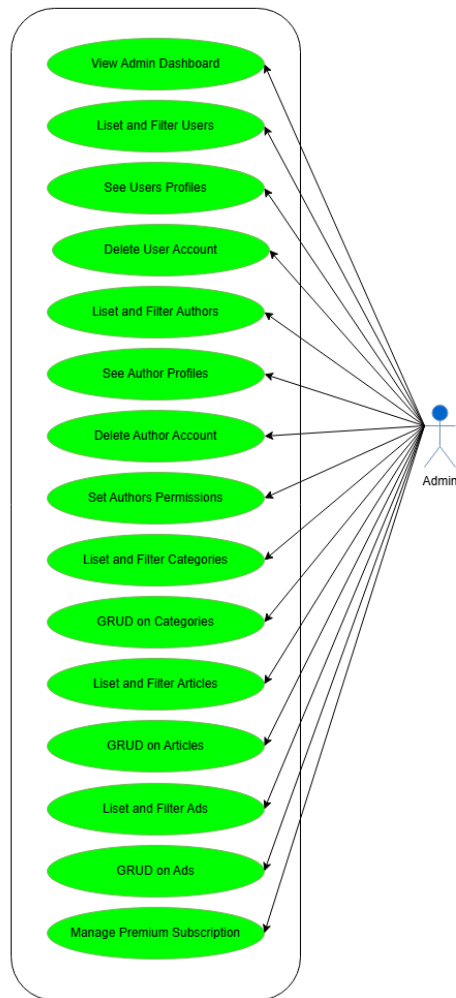 View Admin Dashboard
Liset and Filter Users
See Users Profiles
Delete User Account
Liset and Filter Authors
See Author Profiles
Delete Author Account
Set Authors Permissions
Liset and Filter Categories
GRUD on Categories
Liset and Filter Articles
GRUD on Articles
Liset and Filter Ads
GRUD on Ads
Manage Premium Subscription
Admin